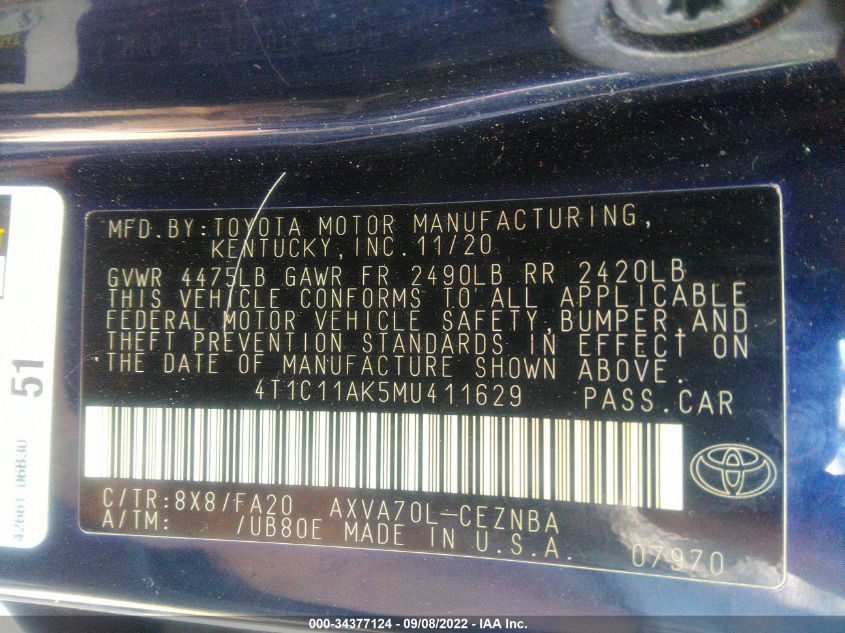 MFD.BY:TOYOTA MOTOR MANUFACTURING,
KENTUCKY,INC.11/20
GVWR 4475LB GAWR FR 2490LB RR 2420LB
THIS VEHICLE CONFORMS TO ALL APPLICABLE
FEDERAL MOTOR VEHICLE SAFETY,BUMPER,AND
THEFT PREVENTION STANDARDS IN EFFECT ON
THE DATE OF MANUFACTURE SHOWN ABOVE.
4T1C11AK5MU411629 PASS.CAR
C/TR:8X8/FA20 AXVA70L-CEZNBA
A/TM: /UB80E MADE IN U.S.A.
07970
51
42661 06B30
000-34377124 - 09/08/2022 - IAA Inc.